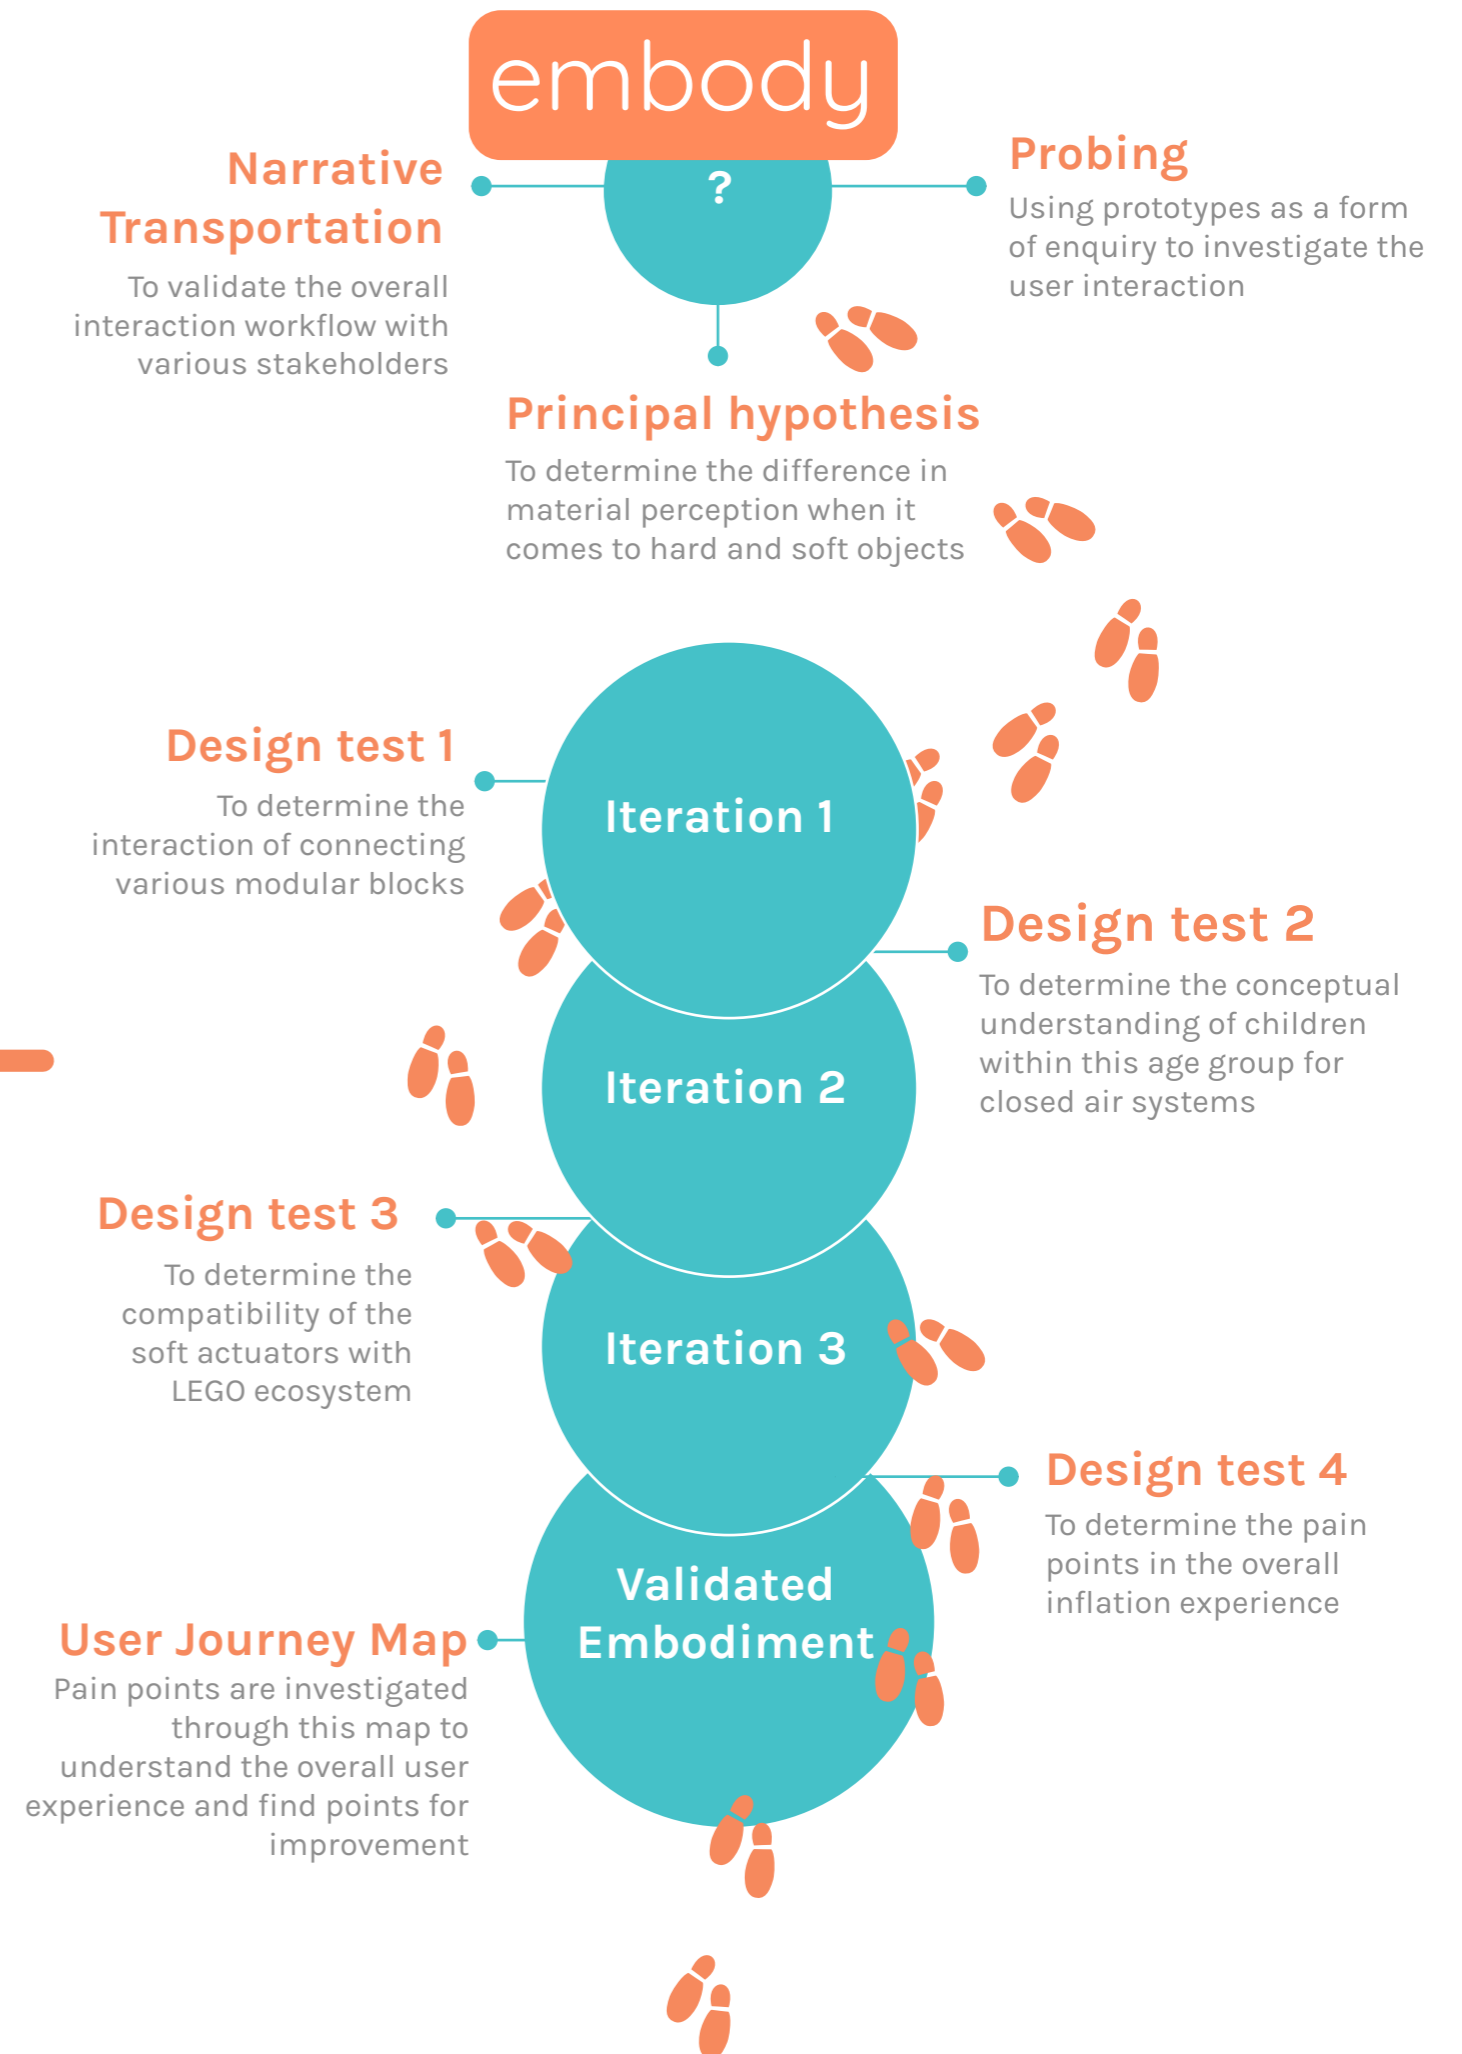 embody
?
Narrative
Transportation
To validate the overall
interaction workflow with
various stakeholders
Probing
Using prototypes as a form
of enquiry to investigate the
user interaction
Principal hypothesis
To determine the difference in
material perception when it
comes to hard and soft objects
Design test 1
To determine the
interaction of connecting
various modular blocks
Iteration 1
Design test 2
To determine the conceptual
understanding of children
within this age group for
closed air systems
Iteration 2
Design test 3
To determine the
compatibility of the
soft actuators with
LEGO ecosystem
Iteration 3
Design test 4
To determine the pain
points in the overall
inflation experience
Validated
Embodiment
User Journey Map
Pain points are investigated
through this map to
understand the overall user
experience and find points for
improvement